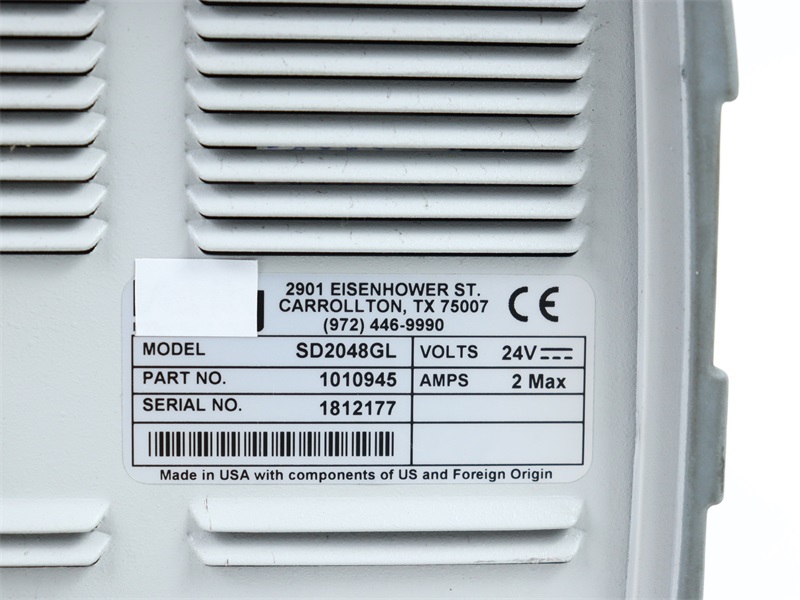 2901 EISENHOWER ST.
CARROLLTON, TX 75007
(972) 446-9990
CE
MODEL SD2048GL VOLTS 24V
PART NO. 1010945 AMPS 2 Max
SERIAL NO. 1812177
Made in USA with components of US and Foreign Origin